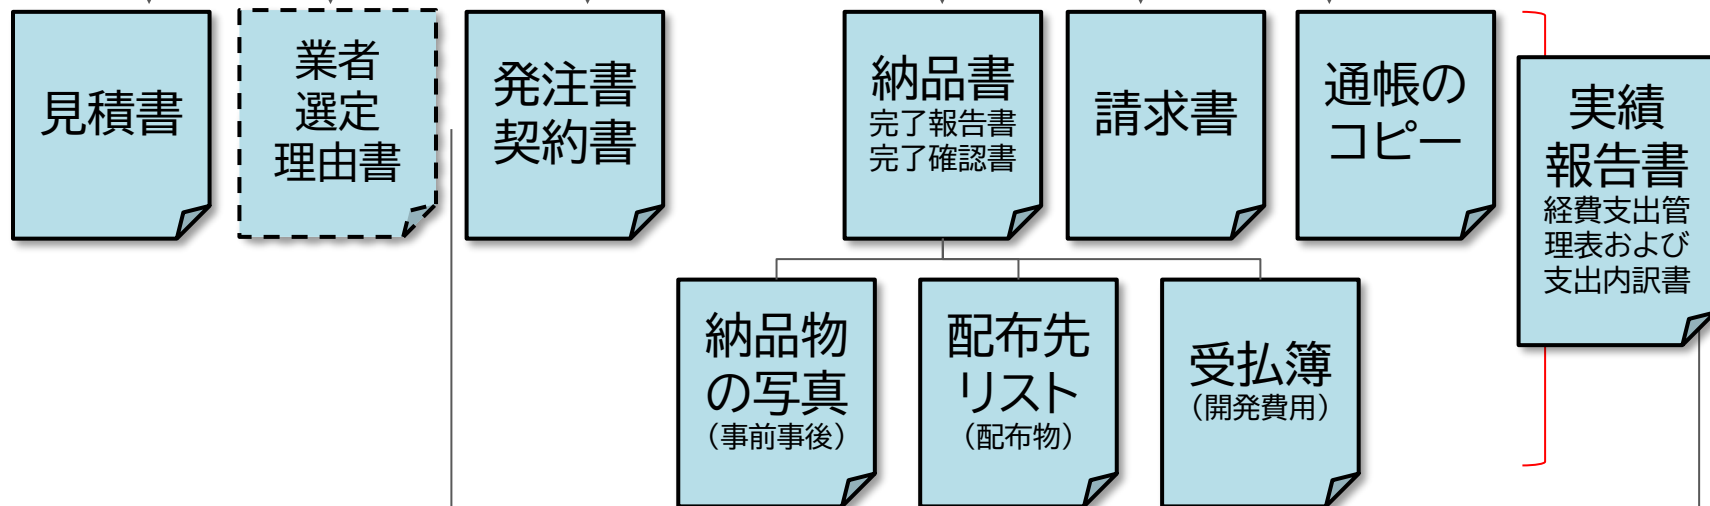 見積書
業者
選定
理由書
発注書
契約書
納品書
完了報告書
完了確認書
請求書
通帳の
コピー
実績
報告書
経費支出管
理表および
支出内訳書
納品物
の写真
（事前事後）
配布先
リスト
（配布物）
受払簿
（開発費用）